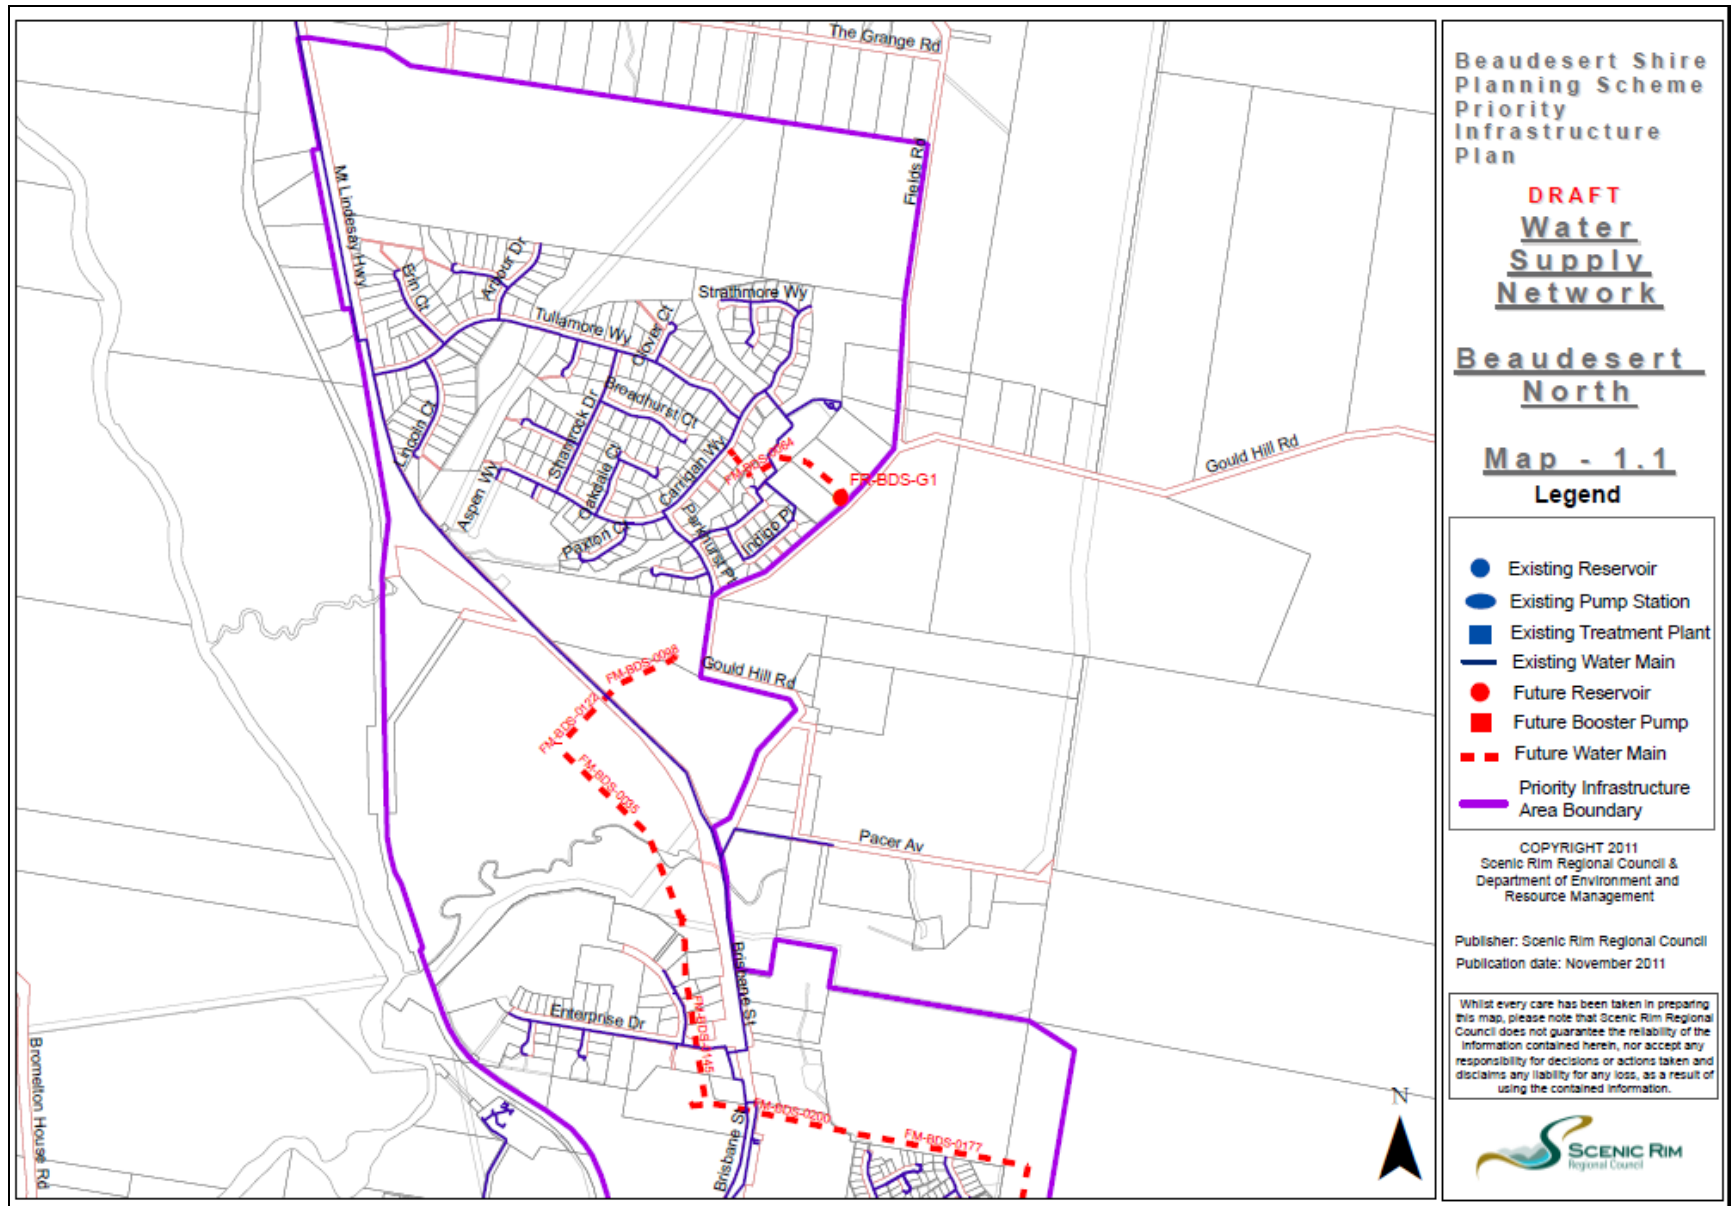 The Grange Rd
Fields Rd
Mt Lindesay Hwy
Erin Ct
Arbour Dr
Strathmore Wy
Tullamore Wy
Clover Ct
Broadhurst Ct
Shamrock Dr
Lincoln Ct
Carrigan Wy
FM-BDS-0064
FR-BDS-G1
Gould Hill Rd
Aspen Wy
Oakdale Ct
Paxton Ct
Parkhurst Pl
Indigo Pl
FM-BDS-0098
Gould Hill Rd
FM-BDS-0122
FM-BDS-0035
Pacer Av
Brisbane St
Enterprise Dr
FM-BDS-0145
Bromelton House Rd
FM-BDS-0200
FM-BDS-0177
Brisbane St
N
Beaudesert Shire
Planning Scheme
Priority
Infrastructure
Plan
DRAFT
Water
Supply
Network
Beaudesert
North
Map - 1.1
Legend
Existing Reservoir
Existing Pump Station
Existing Treatment Plant
Existing Water Main
Future Reservoir
Future Booster Pump
Future Water Main
Priority Infrastructure
Area Boundary
COPYRIGHT 2011
Scenic Rim Regional Council &
Department of Environment and
Resource Management
Publisher: Scenic Rim Regional Council
Publication date: November 2011
Whilst every care has been taken in preparing
this map, please note that Scenic Rim Regional
Council does not guarantee the reliability of the
information contained herein, nor accept any
responsibility for decisions or actions taken and
disclaims any liability for any loss, as a result of
using the contained information.
SCENIC RIM
Regional Council